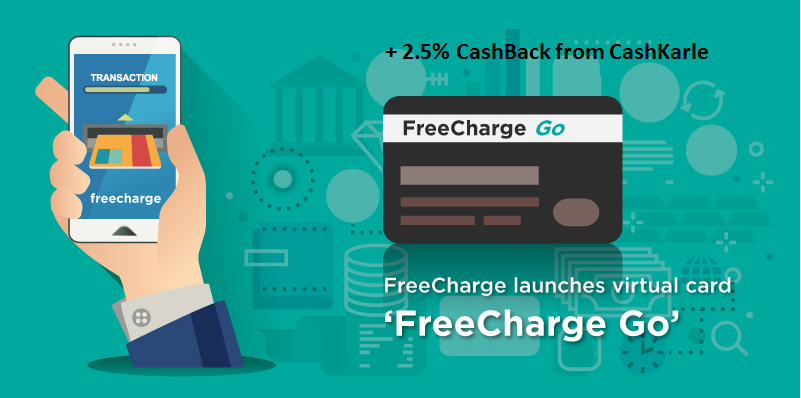 + 2.5% CashBack from CashKarle
TRANSACTION
freecharge
FreeCharge Go
FreeCharge launches virtual card
‘FreeCharge Go’